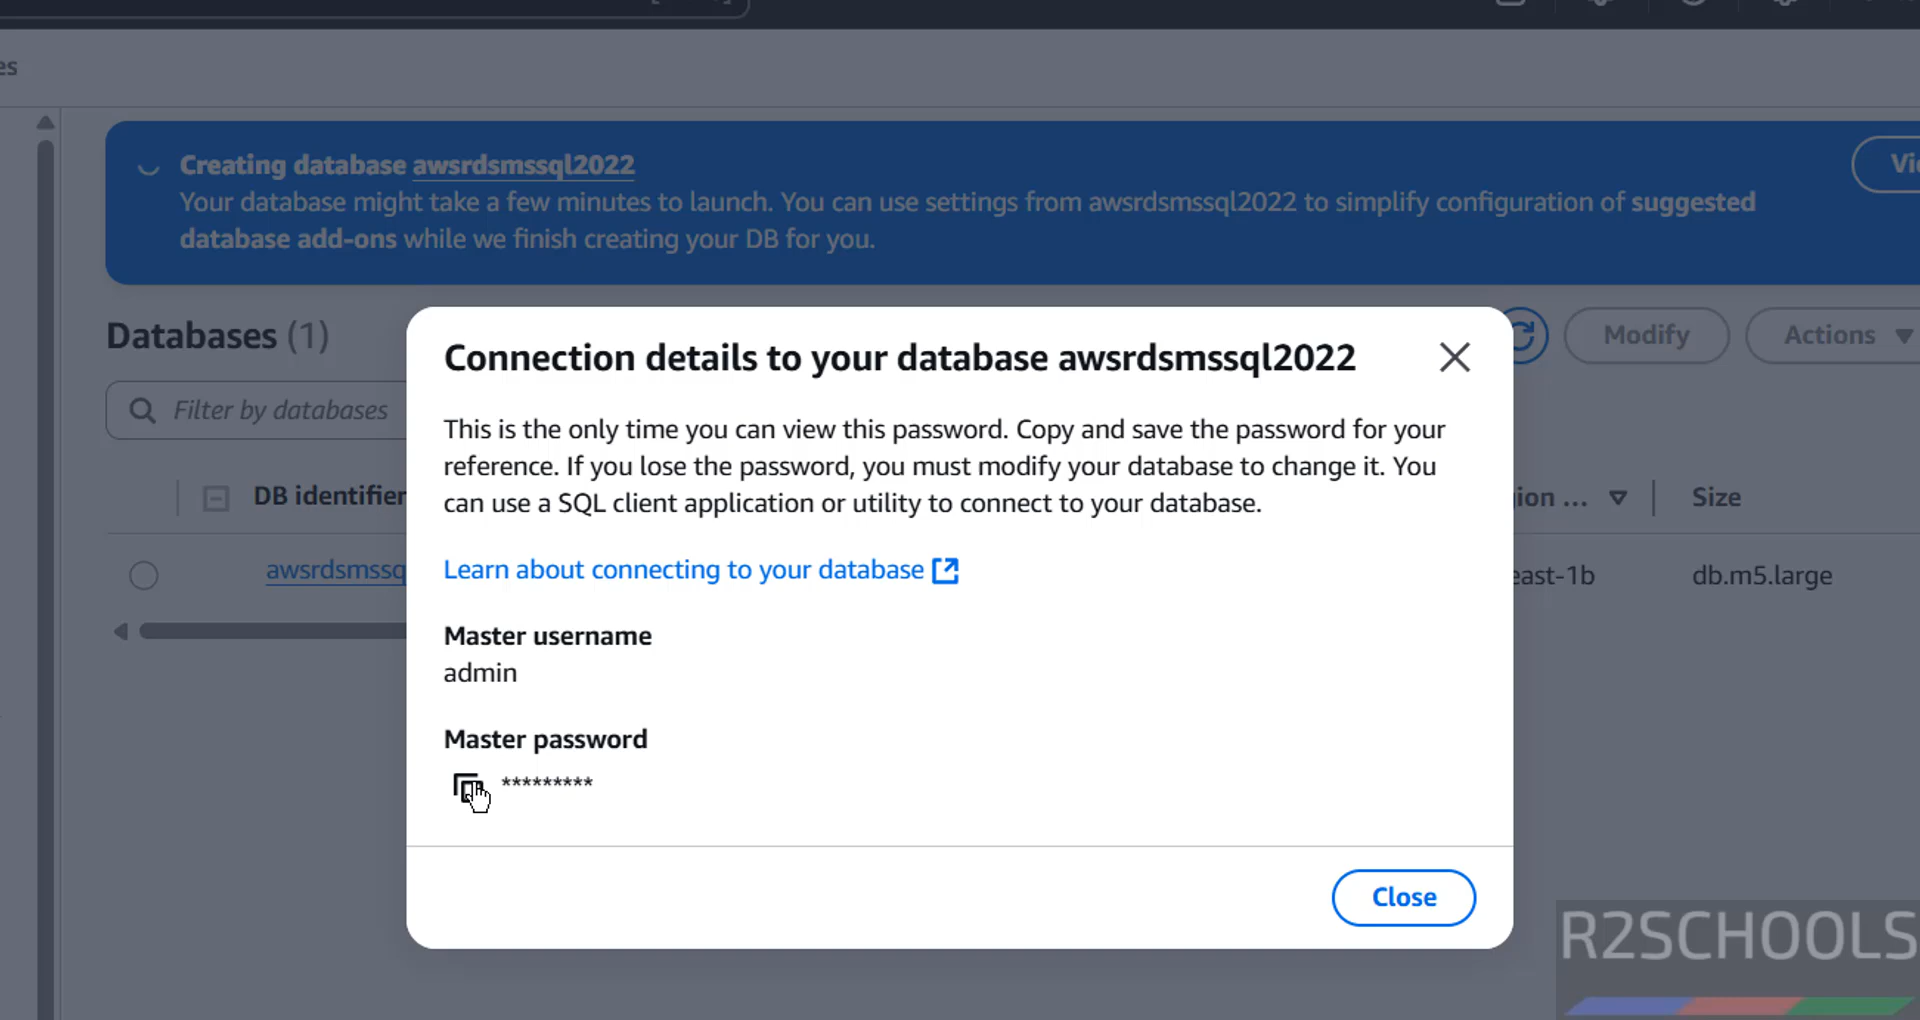 es
Creating database awsrdsmssql2022
Your database might take a few minutes to launch. You can use settings from awsrdsmssql2022 to simplify configuration of suggested
database add-ons while we finish creating your DB for you.
Databases (1)
Modify
Actions
Filter by databases
DB identifier
ion ...
Size
awsrdsmssq
east-1b
db.m5.large
Connection details to your database awsrdsmssql2022
This is the only time you can view this password. Copy and save the password for your
reference. If you lose the password, you must modify your database to change it. You
can use a SQL client application or utility to connect to your database.
Learn about connecting to your database
Master username
admin
Master password
*********
Close
R2SCHOOLS